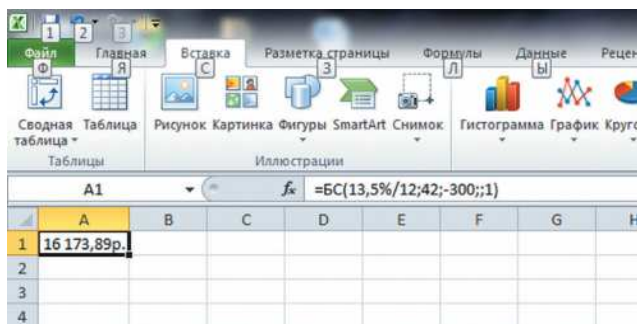 1 2 3
Файл Главная Вставка Разметка страницы Формулы Данные Рецен
Ф Я С З Л Ы
Сводная таблица Таблица Рисунок Картинка Фигуры SmartArt Снимок Гистограмма График Круго
Таблицы Иллюстрации
A1 fx =БС(13,5%/12;42;-300;;1)
A B C D E F G H
1 16 173,89р.
2
3
4